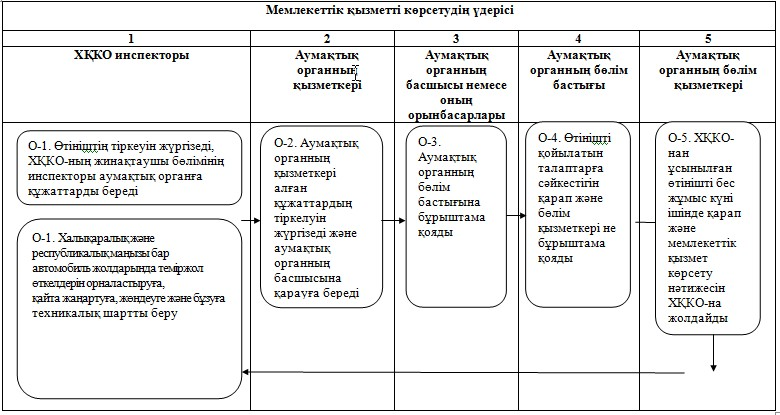 Мемлекеттік қызметті көрсетудің үдерісі
1
2
3
4
5
ХҚКО инспекторы
Аумақтық
органның
қызметкері
Аумақтық
органның
басшысы немесе
оның
орынбасарлары
Аумақтық
органның бөлім
бастығы
Аумақтық
органның бөлім
қызметкері
О-1. Өтініштің тіркеуін жүргізеді,
ХҚКО-ның жинақтаушы бөлімінің
инспекторы аумақтық органға
құжаттарды береді
О-1. Халықаралық және
республикалық маңызы бар
автомобиль жолдарында теміржол
өткелдерін орналастыруға,
қайта жаңартуға, жөндеуге және бұзуға
техникалық шартты беру
О-2. Аумақтық
органның
қызметкері
алған
құжаттардың
тіркелуін
жүргізеді және
аумақтық
органның
басшысына
қарауға береді
О-3.
Аумақтық
органның
бөлім
бастығына
бұрыштама
қояды
О-4. Өтінішті
қойылатын
талаптарға
сәйкестігін
қарап және
бөлім
қызметкері не
бұрыштама
қояды
О-5. ХҚКО-
нан
ұсынылған
өтінішті бес
жұмыс күні
ішінде қарап
және
мемлекеттік
қызмет
көрсету
нәтижесін
ХҚКО-на
жолдайды